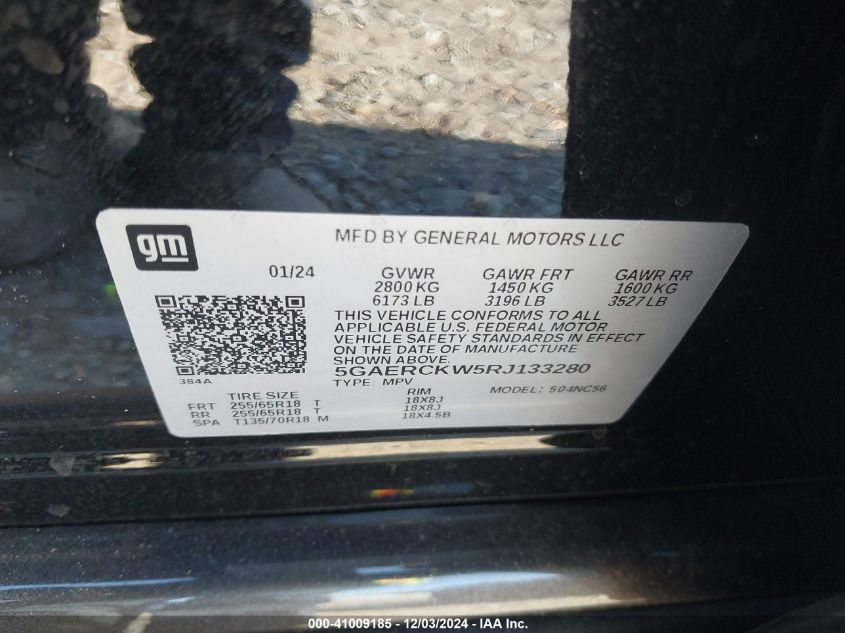 gm
MFD BY GENERAL MOTORS LLC
01/24 GVWR GAWR FRT GAWR RR
2800 KG 1450 KG 1600 KG
6173 LB 3196 LB 3527 LB
THIS VEHICLE CONFORMS TO ALL
APPLICABLE U.S. FEDERAL MOTOR
VEHICLE SAFETY STANDARDS IN EFFECT
ON THE DATE OF MANUFACTURE
SHOWN ABOVE.
384A
5GAERCKW5RJ133280
TYPE: MPV MODEL: 504NC56
TIRE SIZE RIM
FRT 255/65R18 T 18X8J
RR 255/65R18 T 18X8J
SPA T135/70R18 M 18X4.5B
000-41009185 - 12/03/2024 - IAA Inc.